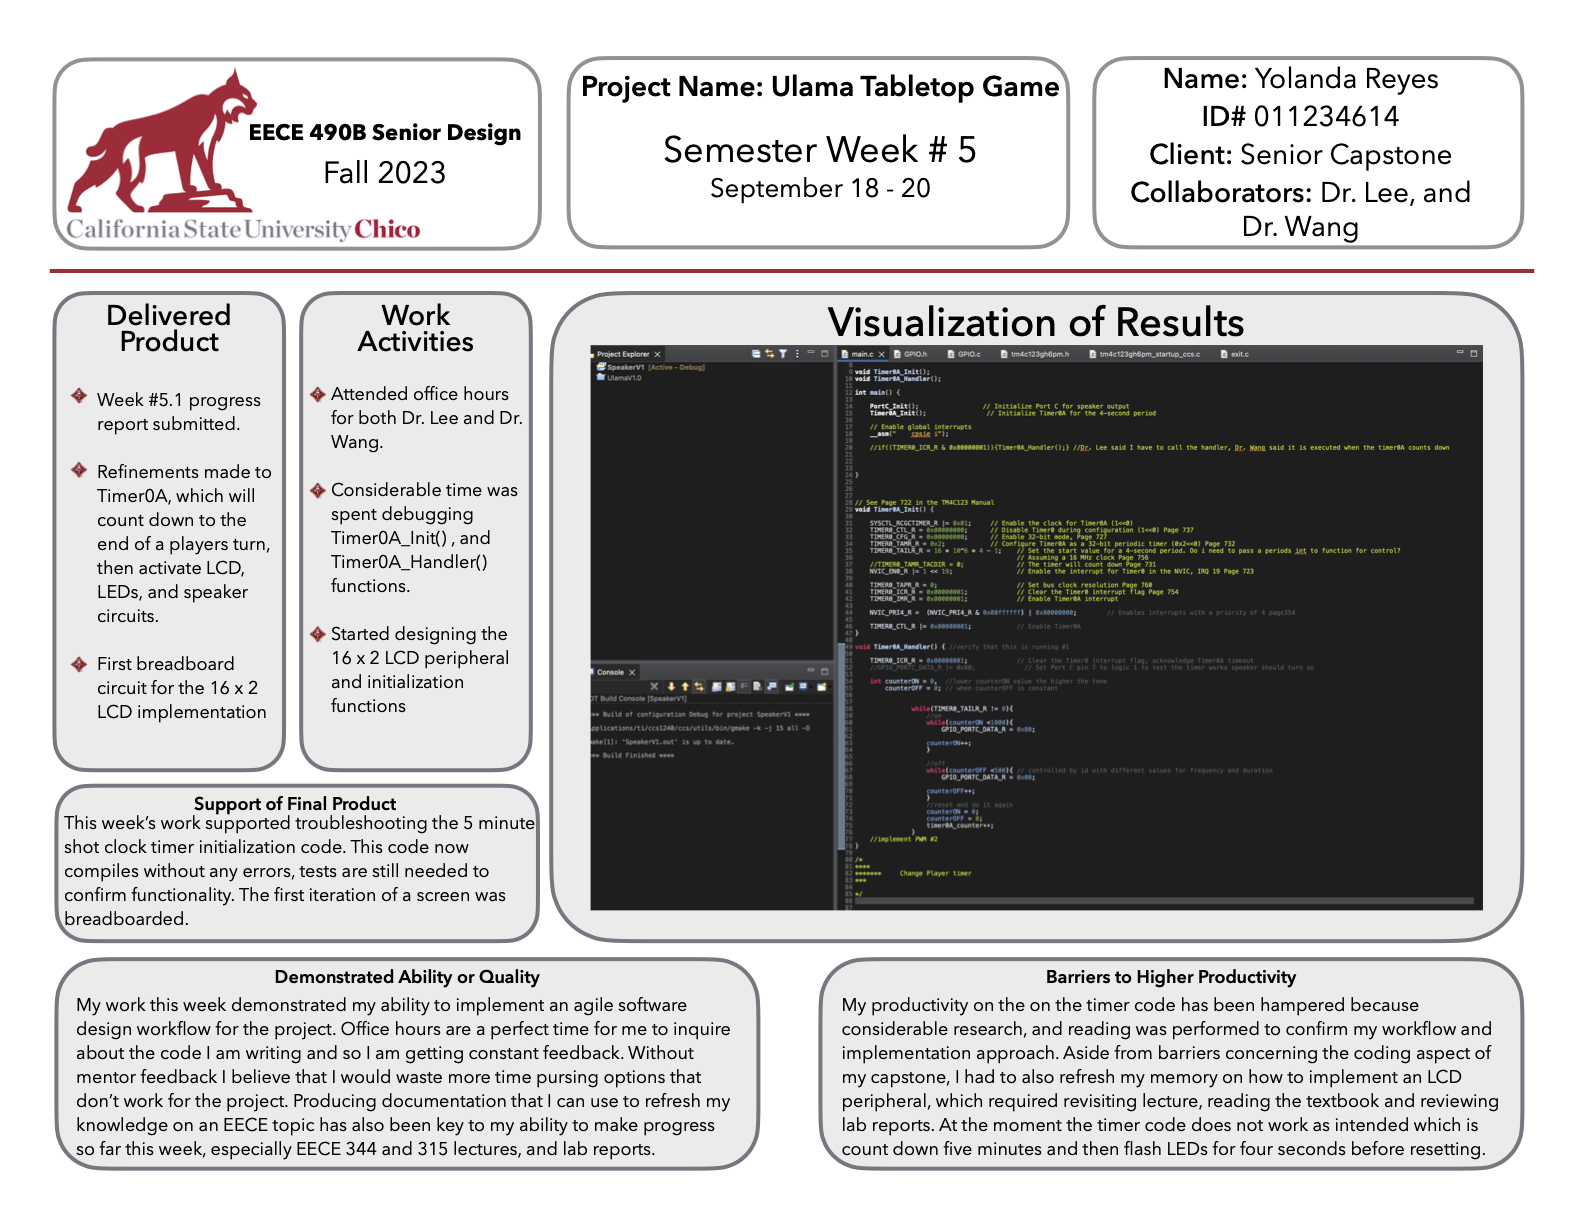 EECE 490B Senior Design
Fall 2023
California State University Chico
Project Name: Ulama Tabletop Game
Semester Week # 5
September 18 - 20
Name: Yolanda Reyes
ID# 011234614
Client: Senior Capstone
Collaborators: Dr. Lee, and
Dr. Wang
Delivered
Product
Week #5.1 progress
report submitted.
Refinements made to
Timer0A, which will
count down to the
end of a players turn,
then activate LCD,
LEDs, and speaker
circuits.
First breadboard
circuit for the 16 x 2
LCD implementation
Work
Activities
Attended office hours
for both Dr. Lee and Dr.
Wang.
Considerable time was
spent debugging
Timer0A_Init() , and
Timer0A_Handler()
functions.
Started designing the
16 x 2 LCD peripheral
and initialization
functions
Support of Final Product
This week's work supported troubleshooting the 5 minute
shot clock timer initialization code. This code now
compiles without any errors, tests are still needed to
confirm functionality. The first iteration of a screen was
breadboarded.
Visualization of Results
Project Explorer
SpeakerV1 [Active - Debug]
UlamaV1.0
Console
DT Build Console [SpeakerV1]
**** Build of configuration Debug for project SpeakerV1 ****
applications/ti/ccs1240/ccs/utils/bin/gmake -k -j 15 all -O
make[1]: 'SpeakerV1.out' is up to date.
**** Build Finished ****
main.c GPIO.h GPIO.c tm4c123gh6pm.h tm4c123gh6pm_startup_ccs.c exit.c
void Timer0A_Init();
void Timer0A_Handler();
int main() {
PortC_Init(); // Initialize Port C for speaker output
Timer0A_Init(); // Initialize Timer0A for the 4-second period
// Enable global interrupts
__asm(" cpsie i");
//if((TIMER0_ICR_R & 0x00000001)){Timer0A_Handler();} //Dr. Lee said I have to call the handler, Dr. Wang said it is executed when the timer0A counts down
}
// See Page 722 in the TM4C123 Manual
void Timer0A_Init() {
SYSCTL_RCGCTIMER_R |= 0x01; // Enable the clock for Timer0A (1<<0)
TIMER0_CTL_R = 0x00000000; // Disable Timer0 during configuration (1<<0) Page 737
TIMER0_CFG_R = 0x00000000; // Enable 32-bit mode, Page 727
TIMER0_TAMR_R = 0x2; // Configure Timer0A as a 32-bit periodic timer (0x2<<0) Page 732
TIMER0_TAILR_R = 16 * 10^6 * 4 - 1; // Set the start value for a 4-second period. Do i need to pass a periods int to function for control?
// Assuming a 16 MHz clock Page 756
//TIMER0_TAMR_TACDIR = 0; // The timer will count down Page 731
NVIC_EN0_R |= 1 << 19; // Enable the interrupt for Timer0 in the NVIC, IRQ 19 Page 723
TIMER0_TAPR_R = 0; // Set bus clock resolution Page 760
TIMER0_ICR_R = 0x00000001; // Clear the Timer0 interrupt flag Page 754
TIMER0_IMR_R = 0x00000001; // Enable Timer0A interrupt
NVIC_PRI4_R = (NVIC_PRI4_R & 0x00ffffff) | 0x80000000; // Enables interrupts with a priority of 4 page354
TIMER0_CTL_R |= 0x00000001; // Enable Timer0A
}
void Timer0A_Handler() { //verify that this is running #1
TIMER0_ICR_R = 0x00000001; // Clear the Timer0 interrupt flag, acknowledge Timer0A timeout
//GPIO_PORTC_DATA_R |= 0x80; // Set Port C pin 7 to logic 1 to test the timer works speaker should turn on
int counterON = 0, //lower counterON value the higher the tone
counterOFF = 0; // when counterOFF is constant
while(TIMER0_TAILR_R != 0){
//on
while(counterON <1000){
GPIO_PORTC_DATA_R = 0x80;
counterON++;
}
//off
while(counterOFF <500){ // controlled by id with different values for frequency and duration
GPIO_PORTC_DATA_R = 0x00;
counterOFF++;
}
//reset and do it again
counterON = 0;
counterOFF = 0;
timer0A_counter++;
}
//implement PWM #2
}
/*
****
******* Change Player timer
***
*/
Demonstrated Ability or Quality
My work this week demonstrated my ability to implement an agile software
design workflow for the project. Office hours are a perfect time for me to inquire
about the code I am writing and so I am getting constant feedback. Without
mentor feedback I believe that I would waste more time pursing options that
don't work for the project. Producing documentation that I can use to refresh my
knowledge on an EECE topic has also been key to my ability to make progress
so far this week, especially EECE 344 and 315 lectures, and lab reports.
Barriers to Higher Productivity
My productivity on the on the timer code has been hampered because
considerable research, and reading was performed to confirm my workflow and
implementation approach. Aside from barriers concerning the coding aspect of
my capstone, I had to also refresh my memory on how to implement an LCD
peripheral, which required revisiting lecture, reading the textbook and reviewing
lab reports. At the moment the timer code does not work as intended which is
count down five minutes and then flash LEDs for four seconds before resetting.